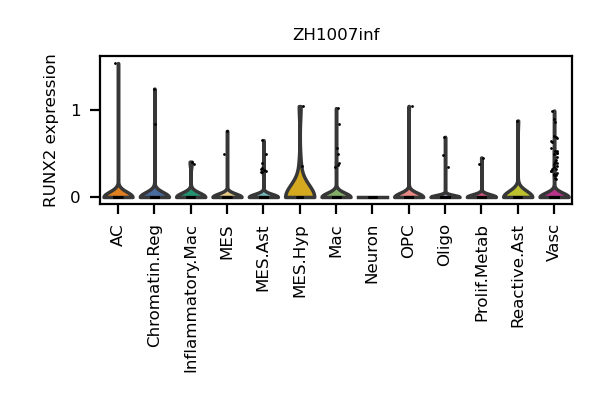 ZH1007inf
RUNX2 expression
1
0
AC
Chromatin.Reg
Inflammatory.Mac
MES
MES.Ast
MES.Hyp
Mac
Neuron
OPC
Oligo
Prolif.Metab
Reactive.Ast
Vasc